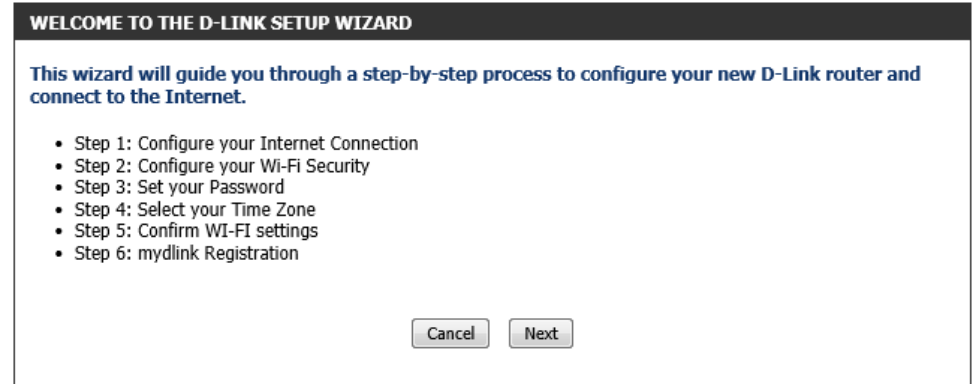 WELCOME TO THE D-LINK SETUP WIZARD
This wizard will guide you through a step-by-step process to configure your new D-Link router and
connect to the Internet.
• Step 1: Configure your Internet Connection
• Step 2: Configure your Wi-Fi Security
• Step 3: Set your Password
• Step 4: Select your Time Zone
• Step 5: Confirm WI-FI settings
• Step 6: mydlink Registration
Cancel Next